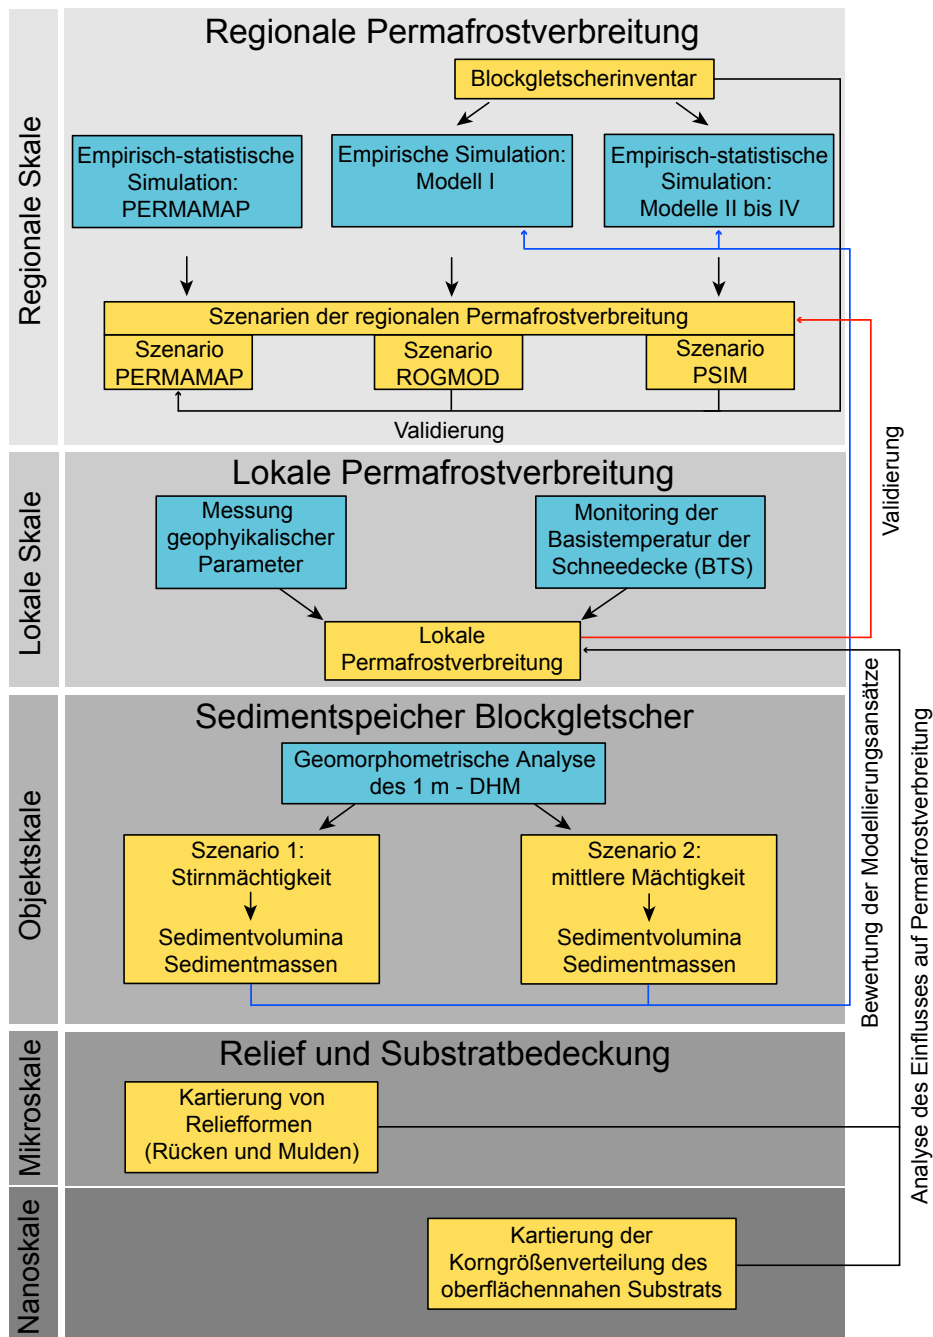 Regionale Skale
Regionale Permafrostverbreitung
Blockgletscherinventar
Empirisch-statistische
Simulation:
PERMAMAP
Empirische Simulation:
Modell I
Empirisch-statistische
Simulation:
Modelle II bis IV
Szenarien der regionalen Permafrostverbreitung
Szenario
PERMAMAP
Szenario
ROGMOD
Szenario
PSIM
Validierung
Validierung
Lokale Skale
Lokale Permafrostverbreitung
Messung
geophyikalischer
Parameter
Monitoring der
Basistemperatur der
Schneedecke (BTS)
Lokale
Permafrostverbreitung
Objektskale
Sedimentspeicher Blockgletscher
Geomorphometrische Analyse
des 1 m - DHM
Szenario 1:
Stirnmächtigkeit
Sedimentvolumina
Sedimentmassen
Szenario 2:
mittlere Mächtigkeit
Sedimentvolumina
Sedimentmassen
Bewertung der Modellierungsansätze
Analyse des Einflusses auf Permafrostverbreitung
Mikroskale
Relief und Substratbedeckung
Kartierung von
Reliefformen
(Rücken und Mulden)
Nanoskale
Kartierung der
Korngrößenverteilung des
oberflächennahen Substrats